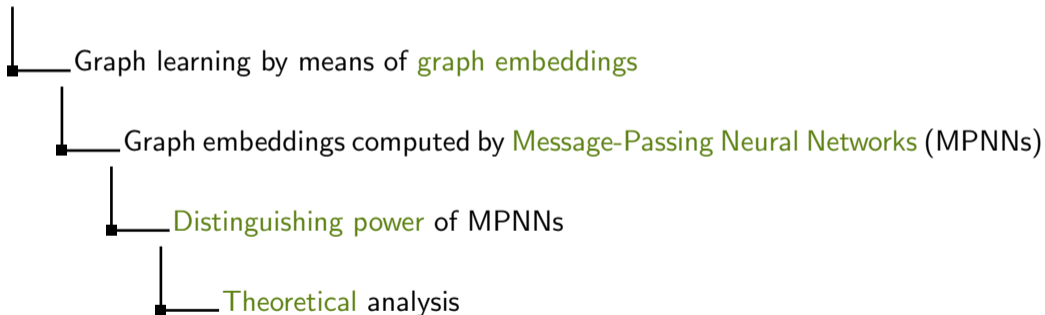 Graph learning by means of graph embeddings
Graph embeddings computed by Message-Passing Neural Networks (MPNNs)
Distinguishing power of MPNNs
Theoretical analysis